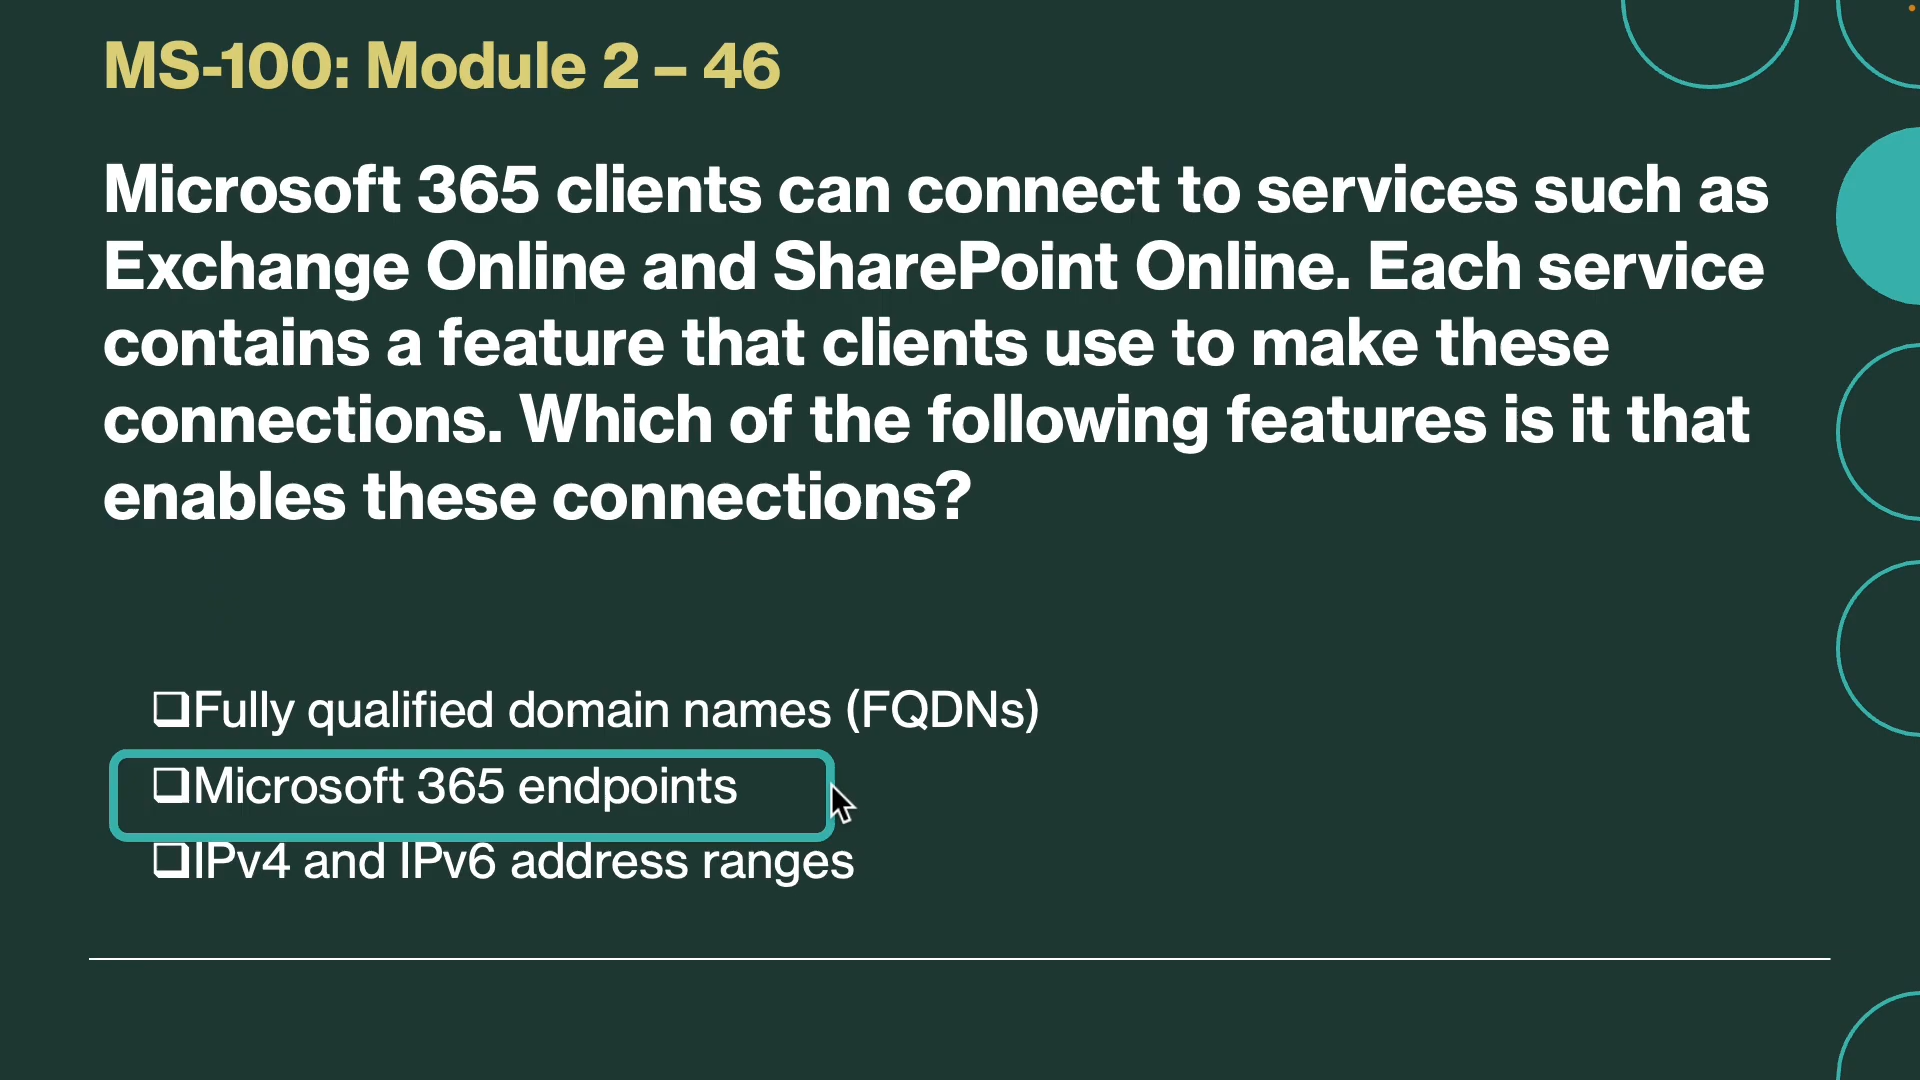 MS-100: Module 2 – 46
Microsoft 365 clients can connect to services such as
Exchange Online and SharePoint Online. Each service
contains a feature that clients use to make these
connections. Which of the following features is it that
enables these connections?
❑Fully qualified domain names (FQDNs)
❑Microsoft 365 endpoints
❑IPv4 and IPv6 address ranges